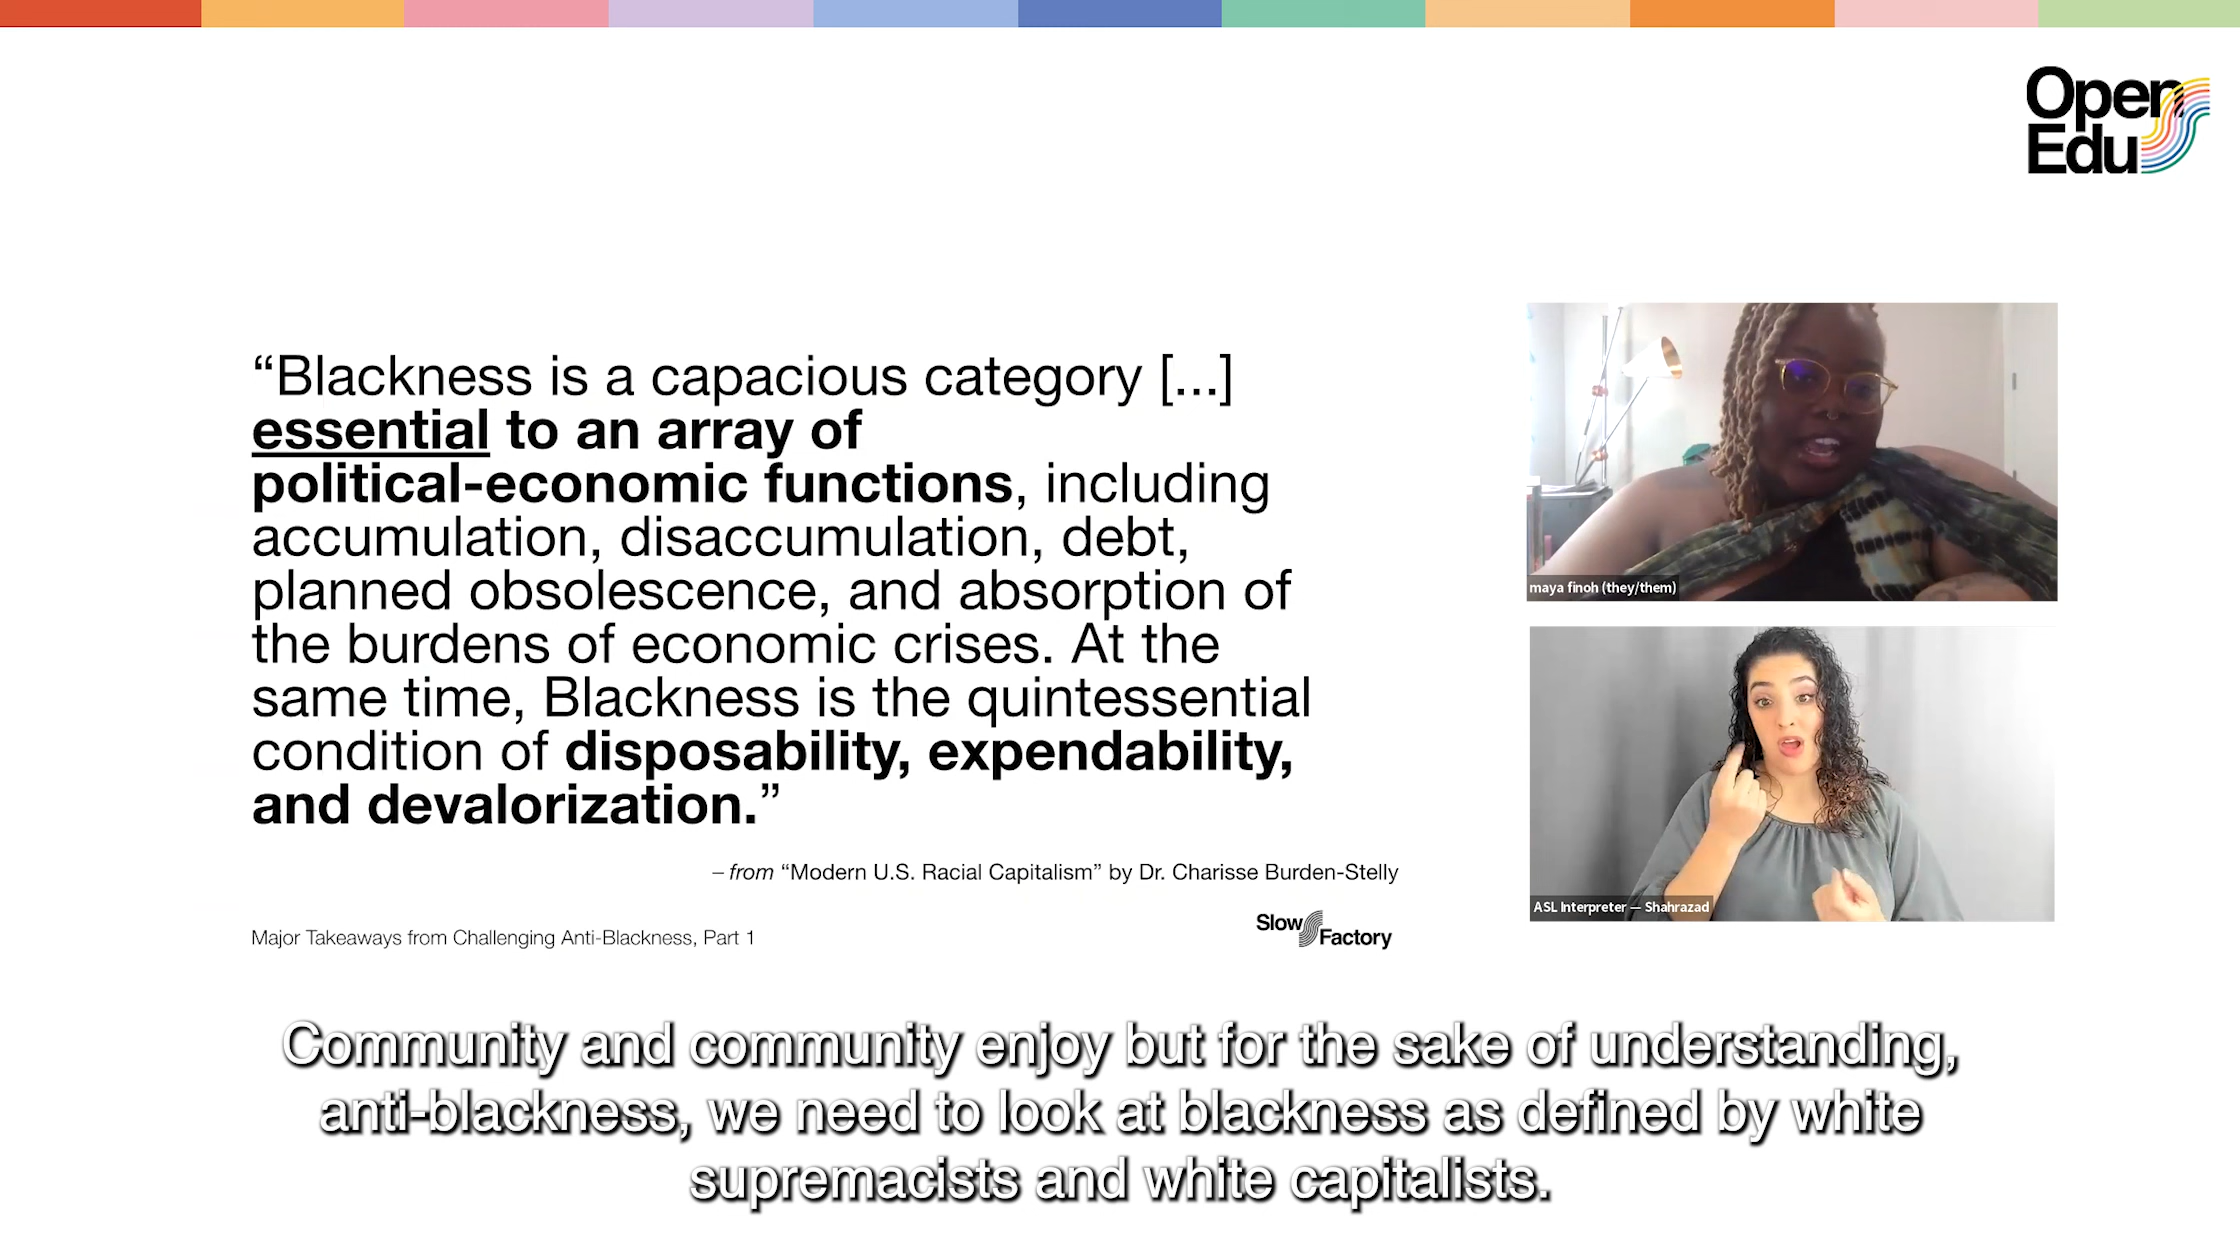 Open
Edu
“Blackness is a capacious category [...]
essential to an array of
political-economic functions, including
accumulation, disaccumulation, debt,
planned obsolescence, and absorption of
the burdens of economic crises. At the
same time, Blackness is the quintessential
condition of disposability, expendability,
and devalorization.”
– from “Modern U.S. Racial Capitalism” by Dr. Charisse Burden-Stelly
Major Takeaways from Challenging Anti-Blackness, Part 1
Slow Factory
maya finoh (they/them)
ASL Interpreter — Shahrazad
Community and community enjoy but for the sake of understanding,
anti-blackness, we need to look at blackness as defined by white
supremacists and white capitalists.